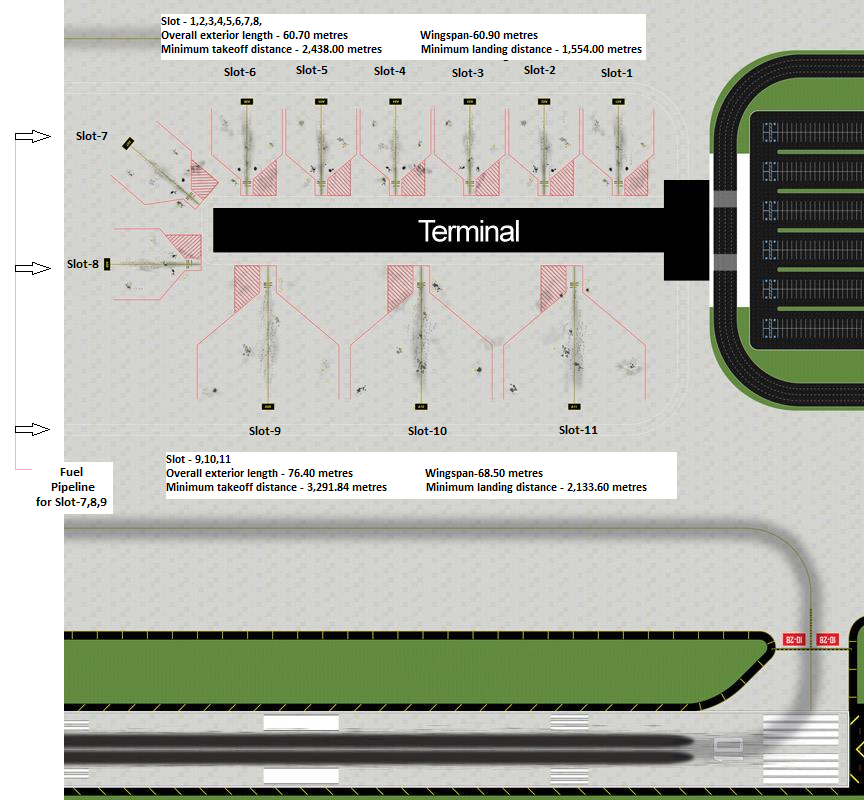 Slot - 1,2,3,4,5,6,7,8,
Overall exterior length - 60.70 metres Wingspan-60.90 metres
Minimum takeoff distance - 2,438.00 metres Minimum landing distance - 1,554.00 metres
Slot-6 Slot-5 Slot-4 Slot-3 Slot-2 Slot-1
Slot-7
Terminal
Slot-8
Slot-9 Slot-10 Slot-11
Slot - 9,10,11
Overall exterior length - 76.40 metres Wingspan-68.50 metres
Minimum takeoff distance - 3,291.84 metres Minimum landing distance - 2,133.60 metres
Fuel
Pipeline
for Slot-7,8,9
10-28 10-28